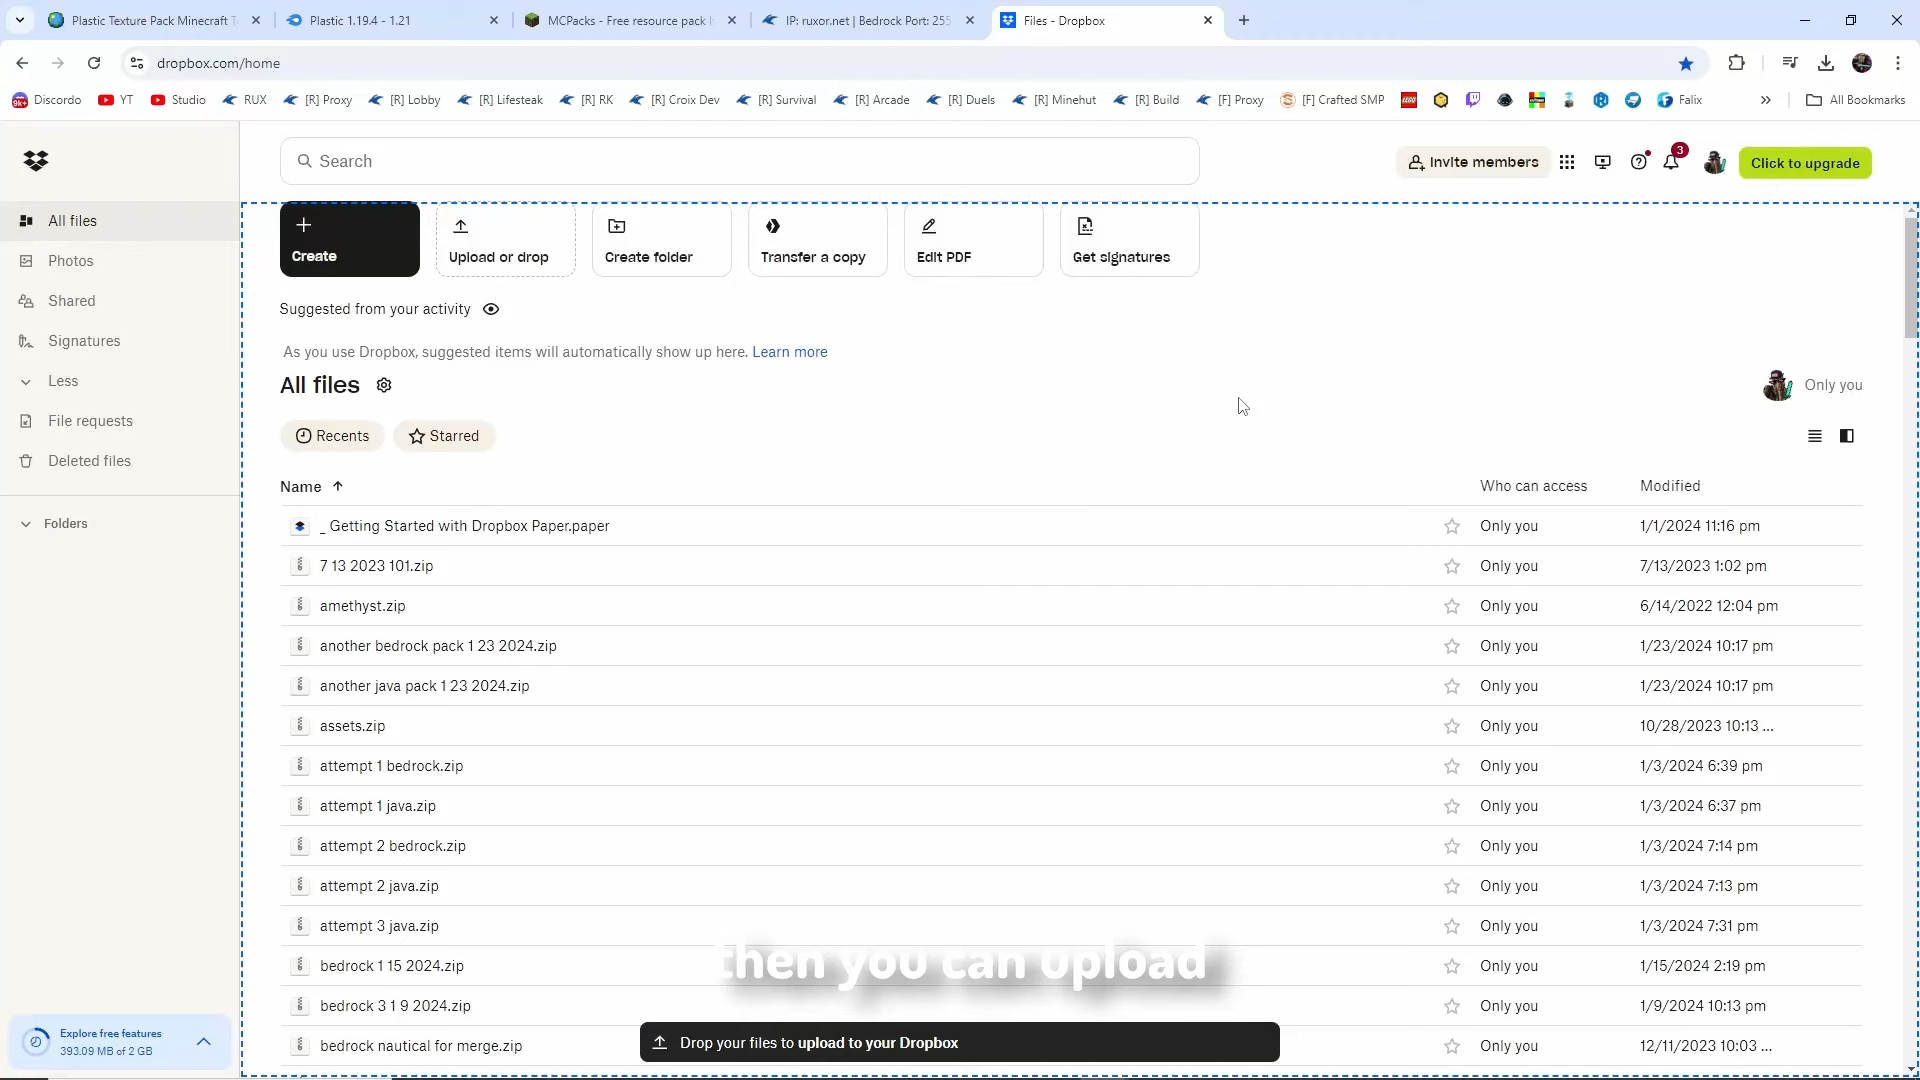 Plastic Texture Pack Minecraft
Plastic 1.19.4 - 1.21
MCPacks - Free resource pack
IP: ruxor.net | Bedrock Port: 255
Files - Dropbox
dropbox.com/home
9k+
Discordo
YT
Studio
RUX
[R] Proxy
[R] Lobby
[R] Lifesteak
[R] RK
[R] Croix Dev
[R] Survival
[R] Arcade
[R] Duels
[R] Minehut
[R] Build
[F] Proxy
[F] Crafted SMP
LEGO
Falix
All Bookmarks
Search
Invite members
3
Click to upgrade
All files
Photos
Shared
Signatures
Less
File requests
Deleted files
Folders
Create
Upload or drop
Create folder
Transfer a copy
Edit PDF
Get signatures
Suggested from your activity
As you use Dropbox, suggested items will automatically show up here. Learn more
All files
Only you
Recents
Starred
Name Who can access Modified
_ Getting Started with Dropbox Paper.paper Only you 1/1/2024 11:16 pm
7 13 2023 101.zip Only you 7/13/2023 1:02 pm
amethyst.zip Only you 6/14/2022 12:04 pm
another bedrock pack 1 23 2024.zip Only you 1/23/2024 10:17 pm
another java pack 1 23 2024.zip Only you 1/23/2024 10:17 pm
assets.zip Only you 10/28/2023 10:13 ...
attempt 1 bedrock.zip Only you 1/3/2024 6:39 pm
attempt 1 java.zip Only you 1/3/2024 6:37 pm
attempt 2 bedrock.zip Only you 1/3/2024 7:14 pm
attempt 2 java.zip Only you 1/3/2024 7:13 pm
attempt 3 java.zip Only you 1/3/2024 7:31 pm
bedrock 1 15 2024.zip Only you 1/15/2024 2:19 pm
then you can upload
bedrock 3 1 9 2024.zip Only you 1/9/2024 10:13 pm
bedrock nautical for merge.zip Only you 12/11/2023 10:03 ...
Explore free features
393.09 MB of 2 GB
Drop your files to upload to your Dropbox